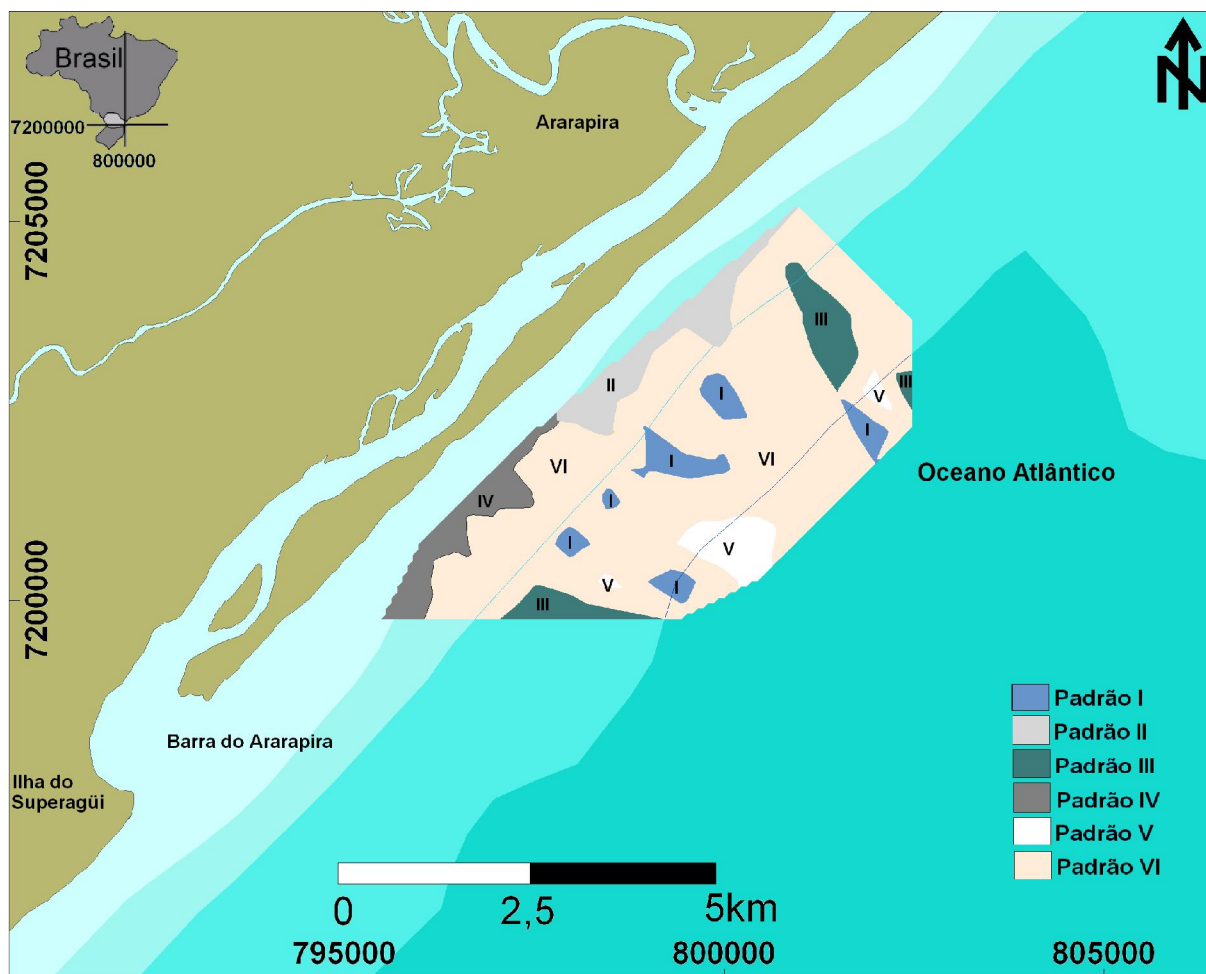 Brasil
7200000
800000
N
Ararapira
7205000
7200000
III
II
I
V
III
I
I
VI
VI
IV
I
I
V
V
I
III
Oceano Atlântico
Barra do Ararapira
Ilha do
Superagüi
Padrão I
Padrão II
Padrão III
Padrão IV
Padrão V
Padrão VI
0
2,5
5km
795000
800000
805000